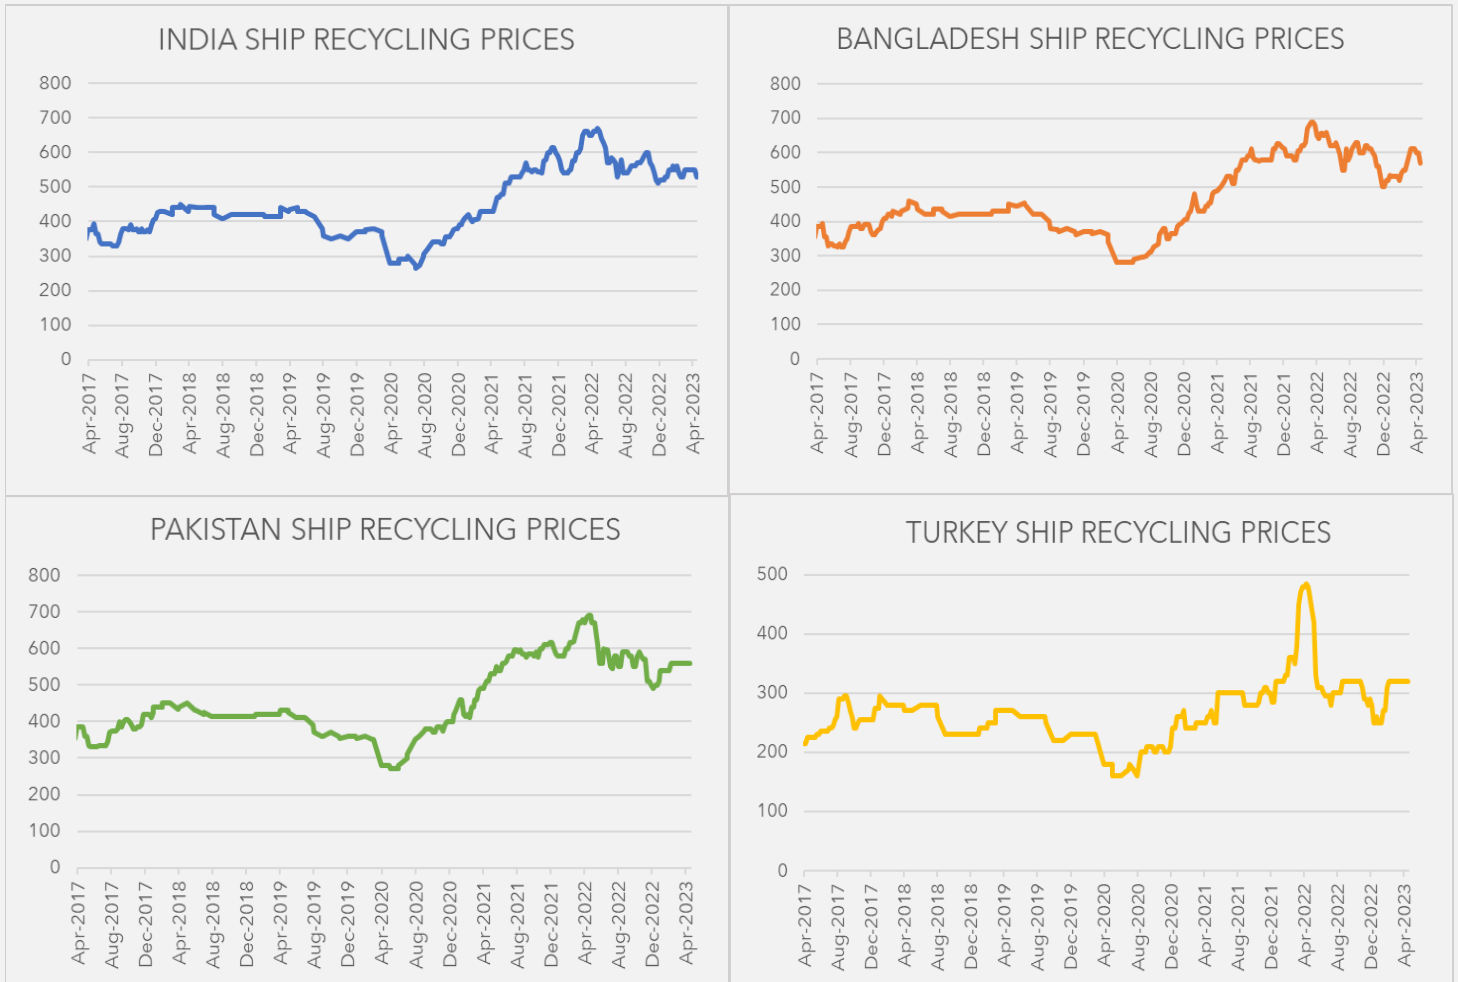 INDIA SHIP RECYCLING PRICES
800
700
600
500
400
300
200
100
0
Apr-2017
Aug-2017
Dec-2017
Apr-2018
Aug-2018
Dec-2018
Apr-2019
Aug-2019
Dec-2019
Apr-2020
Aug-2020
Dec-2020
Apr-2021
Aug-2021
Dec-2021
Apr-2022
Aug-2022
Dec-2022
Apr-2023
BANGLADESH SHIP RECYCLING PRICES
800
700
600
500
400
300
200
100
0
Apr-2017
Aug-2017
Dec-2017
Apr-2018
Aug-2018
Dec-2018
Apr-2019
Aug-2019
Dec-2019
Apr-2020
Aug-2020
Dec-2020
Apr-2021
Aug-2021
Dec-2021
Apr-2022
Aug-2022
Dec-2022
Apr-2023
PAKISTAN SHIP RECYCLING PRICES
800
700
600
500
400
300
200
100
0
Apr-2017
Aug-2017
Dec-2017
Apr-2018
Aug-2018
Dec-2018
Apr-2019
Aug-2019
Dec-2019
Apr-2020
Aug-2020
Dec-2020
Apr-2021
Aug-2021
Dec-2021
Apr-2022
Aug-2022
Dec-2022
Apr-2023
TURKEY SHIP RECYCLING PRICES
500
400
300
200
100
0
Apr-2017
Aug-2017
Dec-2017
Apr-2018
Aug-2018
Dec-2018
Apr-2019
Aug-2019
Dec-2019
Apr-2020
Aug-2020
Dec-2020
Apr-2021
Aug-2021
Dec-2021
Apr-2022
Aug-2022
Dec-2022
Apr-2023